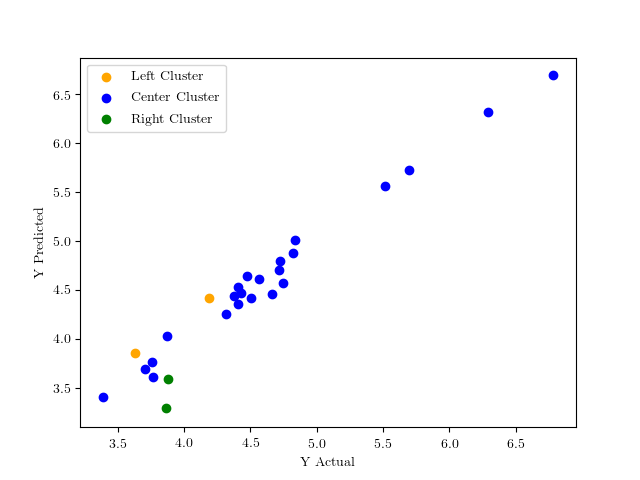 Left Cluster
Center Cluster
Right Cluster
6.5
6.0
5.5
5.0
4.5
4.0
3.5
Y Predicted
3.5 4.0 4.5 5.0 5.5 6.0 6.5
Y Actual